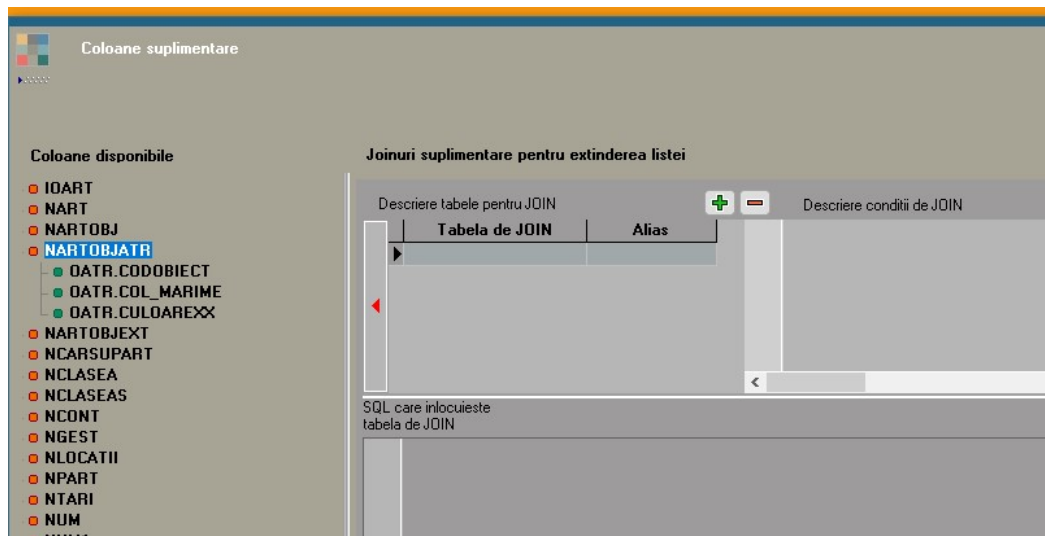 Coloane suplimentare
Coloane disponibile
IOART
NART
NARTOBJ
NARTOBJATR
OATR.CODOBIECT
OATR.COL_MARIME
OATR.CULOAREXX
NARTOBJEXT
NCARSUPART
NCLASEA
NCLASEAS
NCONT
NGEST
NLOCATII
NPART
NTARI
NUM
Joinuri suplimentare pentru extinderea listei
Descriere tabele pentru JOIN
Descriere conditii de JOIN
Tabela de JOIN Alias
SQL care inlocuieste
tabela de JOIN